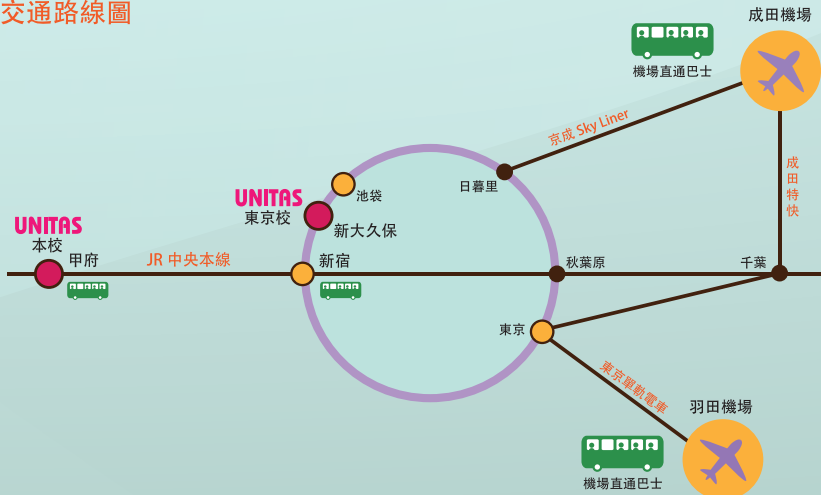 交通路線圖
成田機場
機場直通巴士
京成 Sky Liner
成田特快
日暮里
池袋
UNITAS
東京校
新大久保
UNITAS
本校
甲府
JR 中央本線
新宿
秋葉原
千葉
東京
東京單軌電車
羽田機場
機場直通巴士